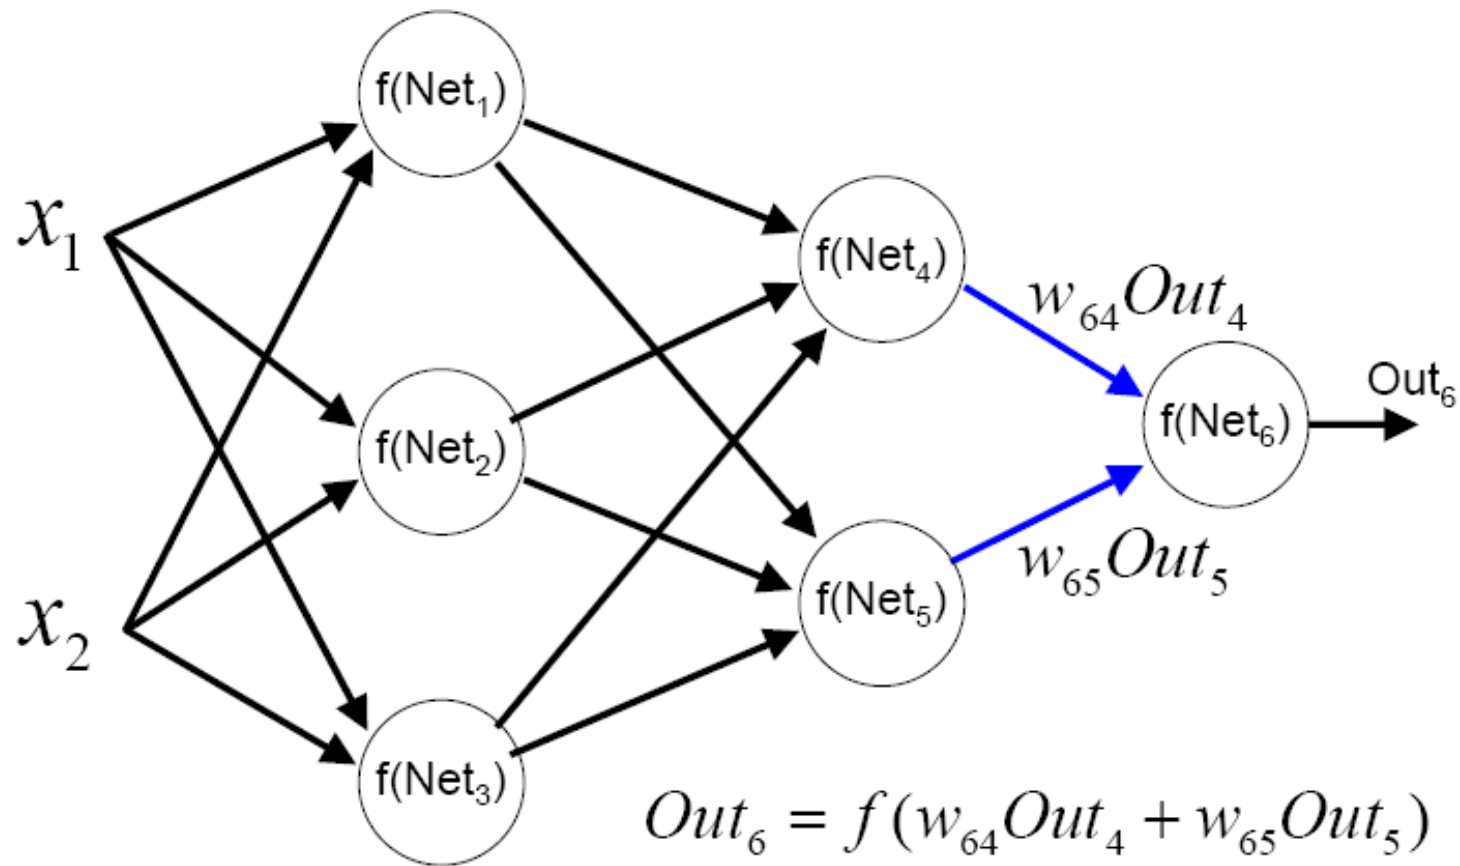 f(Net₁)
x₁
f(Net₄)
w₆₄Out₄
Out₆
f(Net₆)
f(Net₂)
w₆₅Out₅
f(Net₅)
x₂
f(Net₃)
Out₆ = f(w₆₄Out₄ + w₆₅Out₅)